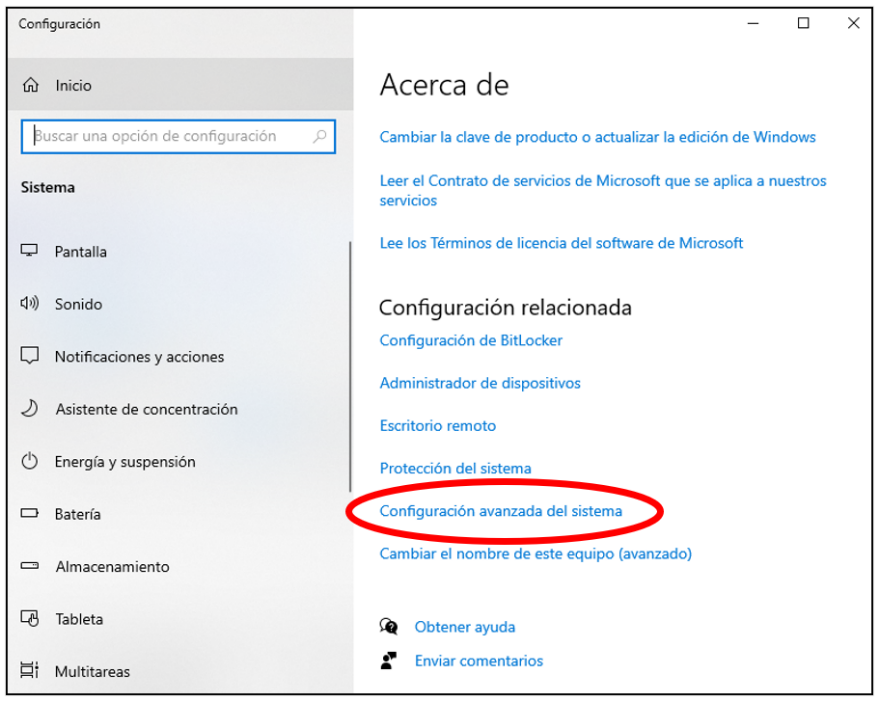 Configuración
Inicio
Buscar una opción de configuración
Sistema
Pantalla
Sonido
Notificaciones y acciones
Asistente de concentración
Energía y suspensión
Batería
Almacenamiento
Tableta
Multitareas
Acerca de
Cambiar la clave de producto o actualizar la edición de Windows
Leer el Contrato de servicios de Microsoft que se aplica a nuestros
servicios
Lee los Términos de licencia del software de Microsoft
Configuración relacionada
Configuración de BitLocker
Administrador de dispositivos
Escritorio remoto
Protección del sistema
Configuración avanzada del sistema
Cambiar el nombre de este equipo (avanzado)
Obtener ayuda
Enviar comentarios